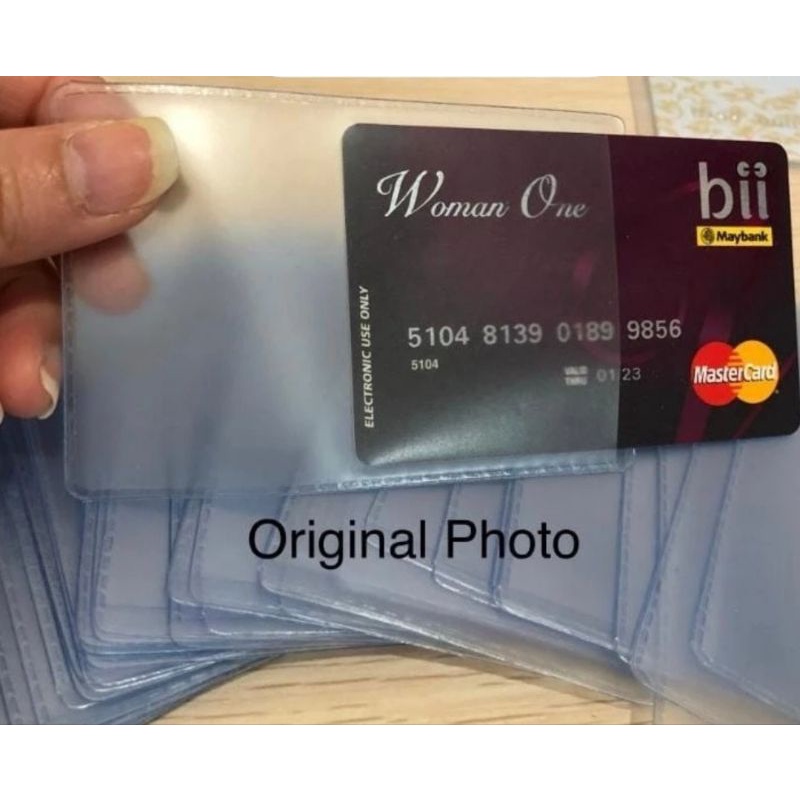 Woman One
bii
Maybank
ELECTRONIC USE ONLY
5104 8139 0189 9856
5104
VALID
THRU 01/23
MasterCard
Original Photo